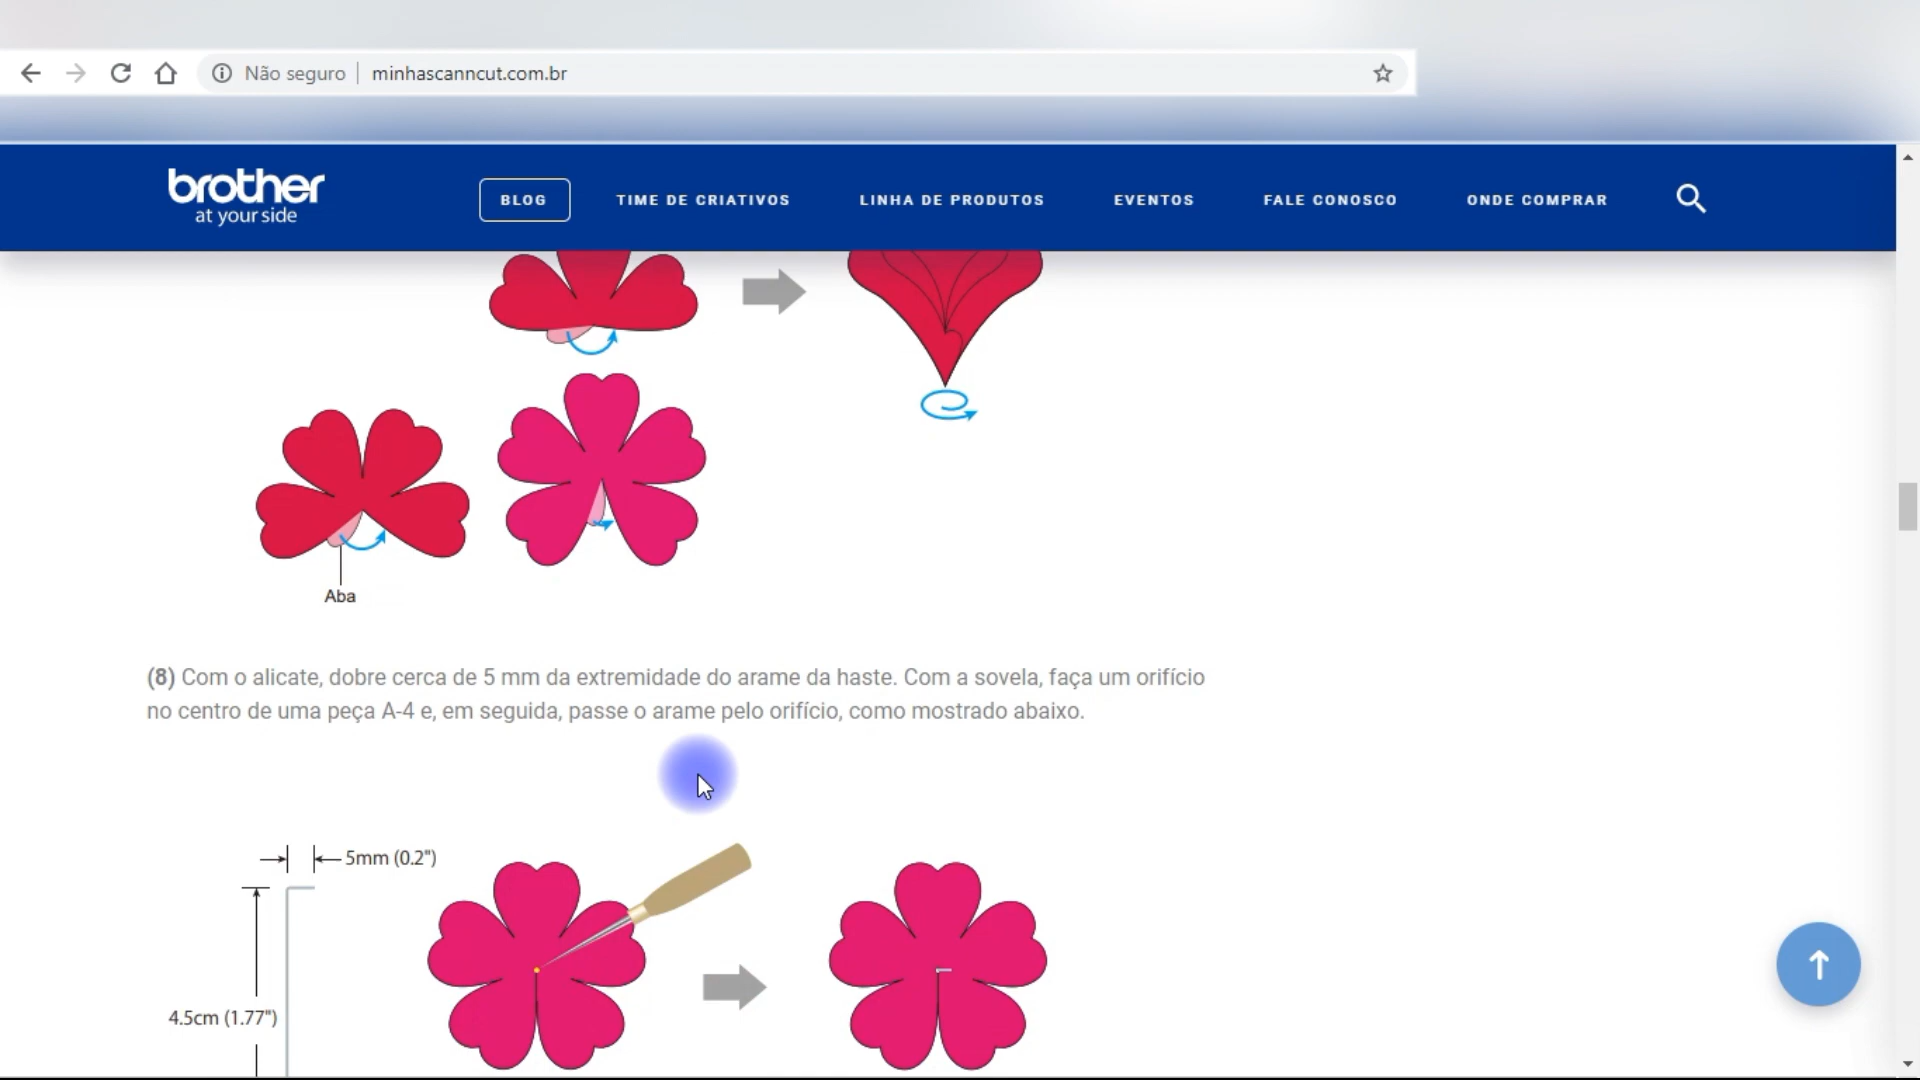 Não seguro | minhascanncut.com.br
brother
at your side
BLOG
TIME DE CRIATIVOS
LINHA DE PRODUTOS
EVENTOS
FALE CONOSCO
ONDE COMPRAR
Aba
(8) Com o alicate, dobre cerca de 5 mm da extremidade do arame da haste. Com a sovela, faça um orifício
no centro de uma peça A-4 e, em seguida, passe o arame pelo orifício, como mostrado abaixo.
5mm (0.2")
4.5cm (1.77")